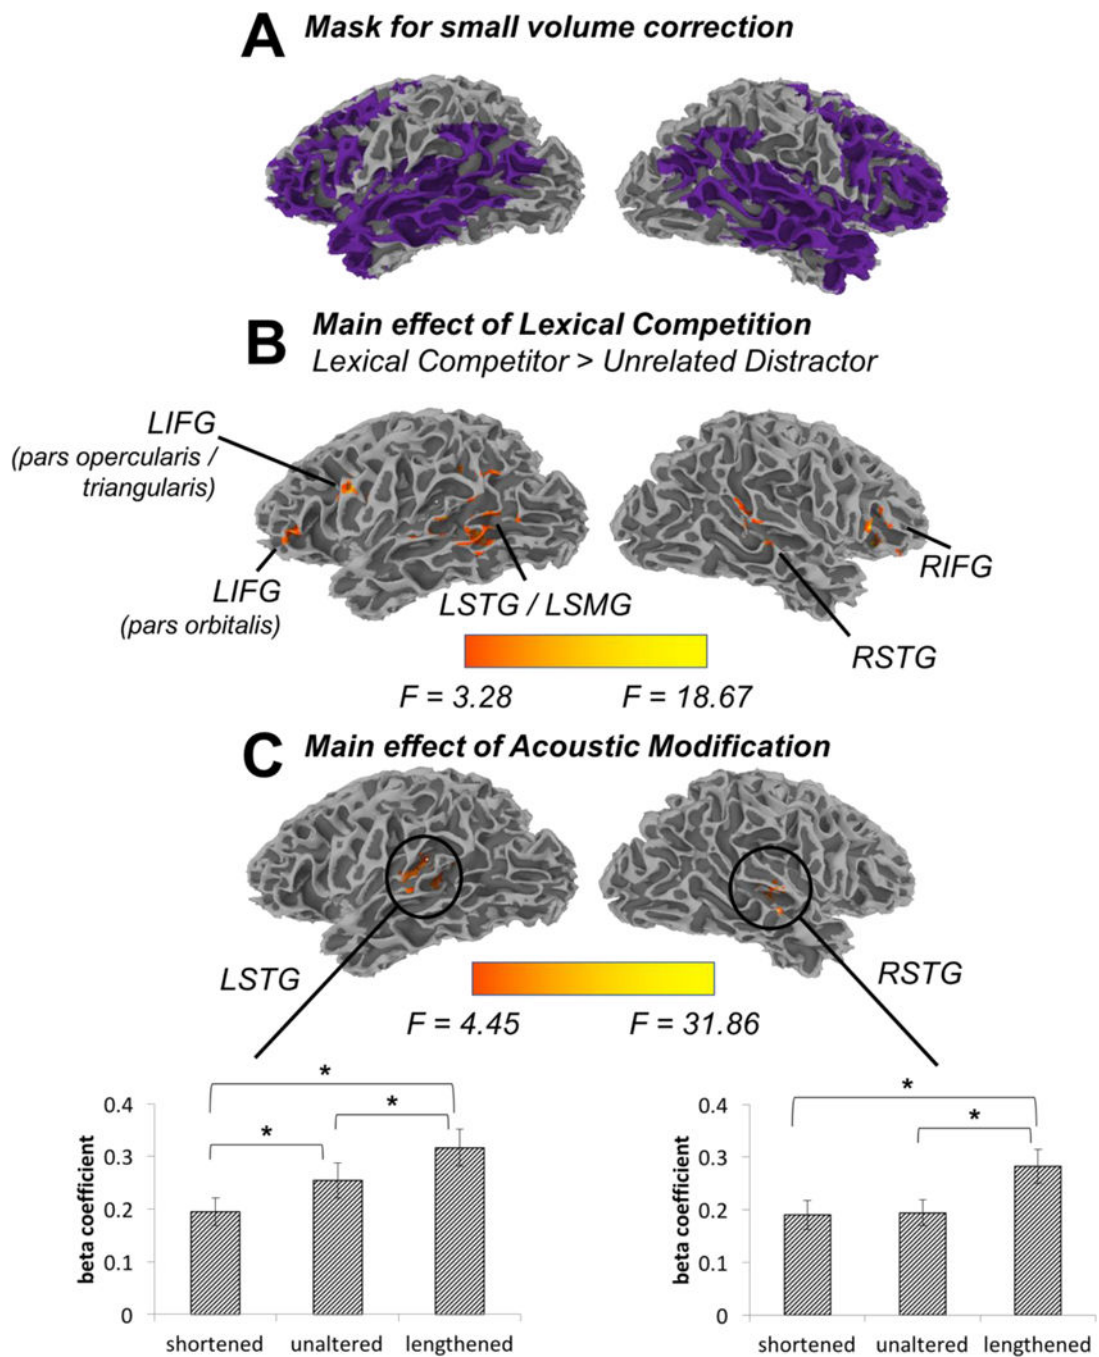 A Mask for small volume correction
B Main effect of Lexical Competition
Lexical Competitor > Unrelated Distractor
LIFG
(pars opercularis /
triangularis)
LIFG
(pars orbitalis)
LSTG / LSMG
RIFG
RSTG
F = 3.28 F = 18.67
C Main effect of Acoustic Modification
LSTG
RSTG
F = 4.45 F = 31.86
*
*
*
0.4
0.3
0.2
0.1
0
beta coefficient
shortened unaltered lengthened
*
*
0.4
0.3
0.2
0.1
0
beta coefficient
shortened unaltered lengthened